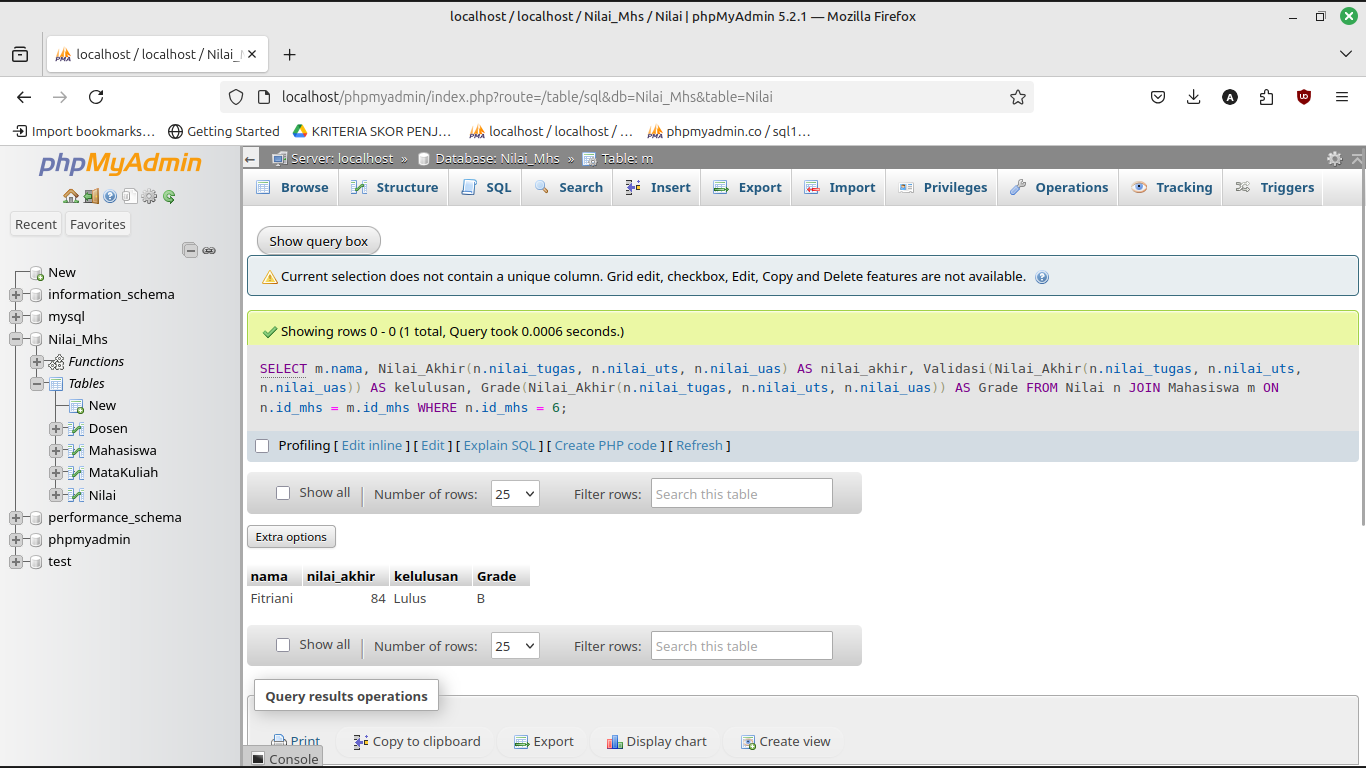 localhost / localhost / Nilai_Mhs / Nilai | phpMyAdmin 5.2.1 — Mozilla Firefox
localhost / localhost / Nilai_
localhost/phpmyadmin/index.php?route=/table/sql&db=Nilai_Mhs&table=Nilai
Import bookmarks… Getting Started KRITERIA SKOR PENJ… localhost / localhost / … phpmyadmin.co / sql1…
phpMyAdmin
Recent Favorites
New
information_schema
mysql
Nilai_Mhs
Functions
Tables
New
Dosen
Mahasiswa
MataKuliah
Nilai
performance_schema
phpmyadmin
test
Server: localhost » Database: Nilai_Mhs » Table: m
Browse Structure SQL Search Insert Export Import Privileges Operations Tracking Triggers
Show query box
Current selection does not contain a unique column. Grid edit, checkbox, Edit, Copy and Delete features are not available.
Showing rows 0 - 0 (1 total, Query took 0.0006 seconds.)
SELECT m.nama, Nilai_Akhir(n.nilai_tugas, n.nilai_uts, n.nilai_uas) AS nilai_akhir, Validasi(Nilai_Akhir(n.nilai_tugas, n.nilai_uts,
n.nilai_uas)) AS kelulusan, Grade(Nilai_Akhir(n.nilai_tugas, n.nilai_uts, n.nilai_uas)) AS Grade FROM Nilai n JOIN Mahasiswa m ON
n.id_mhs = m.id_mhs WHERE n.id_mhs = 6;
Profiling [ Edit inline ] [ Edit ] [ Explain SQL ] [ Create PHP code ] [ Refresh ]
Show all | Number of rows: 25 Filter rows: Search this table
Extra options
nama nilai_akhir kelulusan Grade
Fitriani 84 Lulus B
Show all | Number of rows: 25 Filter rows: Search this table
Query results operations
Print Copy to clipboard Export Display chart Create view
Console